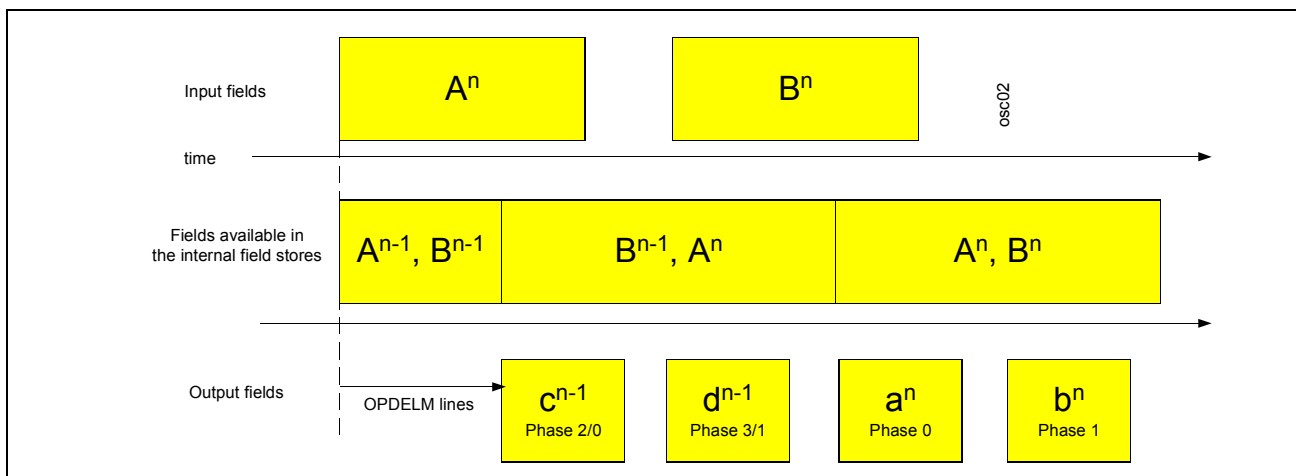 Input fields
Aⁿ
Bⁿ
osc02
time
Fields available in
the internal field stores
Aⁿ⁻¹, Bⁿ⁻¹
Bⁿ⁻¹, Aⁿ
Aⁿ, Bⁿ
Output fields
OPDELM lines
cⁿ⁻¹
Phase 2/0
dⁿ⁻¹
Phase 3/1
aⁿ
Phase 0
bⁿ
Phase 1